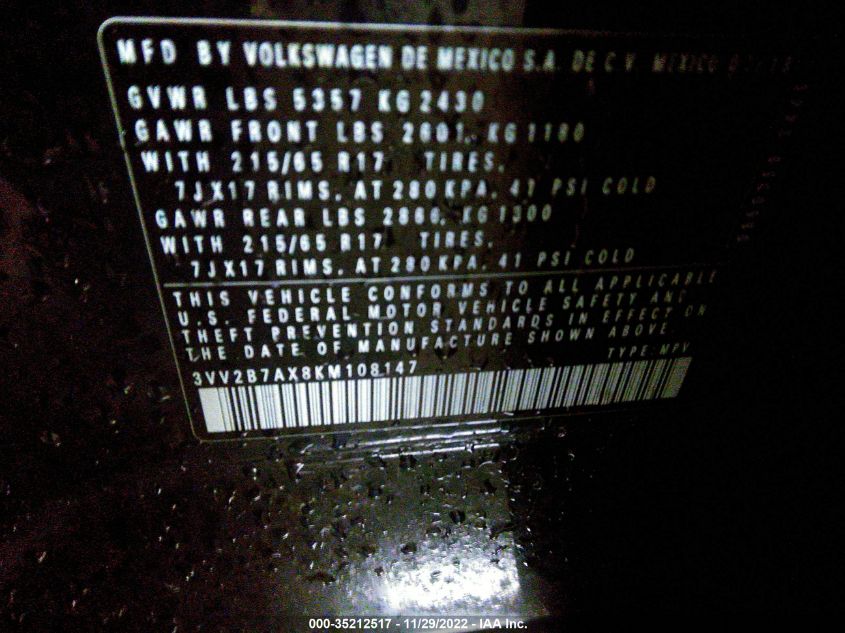 MFD BY VOLKSWAGEN DE MEXICO S.A. DE C.V. MEXICO
GVWR LBS 5357 KG 2430
GAWR FRONT LBS 2601. KG 1180
WITH 215/65 R17 TIRES.
7JX17 RIMS. AT 280 KPA. 41 PSI COLD
GAWR REAR LBS 2866. KG 1300
WITH 215/65 R17 TIRES.
7JX17 RIMS. AT 280 KPA. 41 PSI COLD
THIS VEHICLE CONFORMS TO ALL APPLICABLE
U.S. FEDERAL MOTOR VEHICLE SAFETY AND
THEFT PREVENTION STANDARDS IN EFFECT ON
THE DATE OF MANUFACTURE SHOWN ABOVE.
TYPE: MPV
3VV2B7AX8KM108147
000-35212517 - 11/29/2022 - IAA Inc.